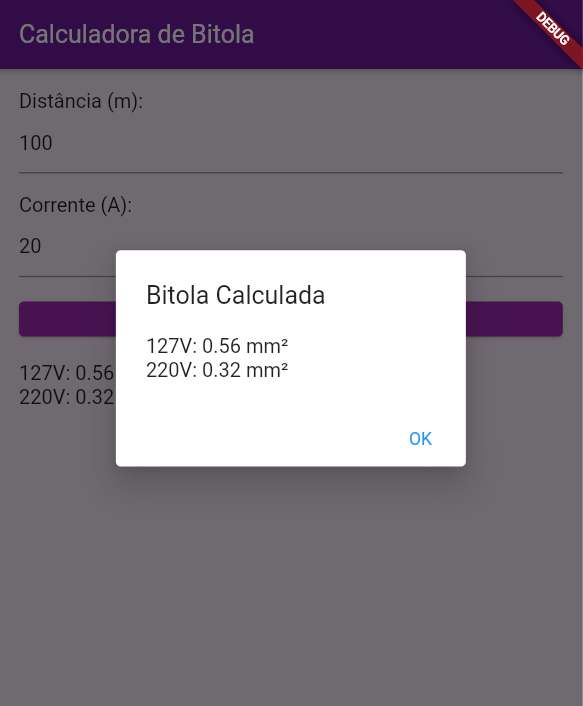 Calculadora de Bitola
DEBUG
Distância (m):
100
Corrente (A):
20
Bitola Calculada
127V: 0.56 mm²
220V: 0.32 mm²
OK
127V: 0.56
220V: 0.32